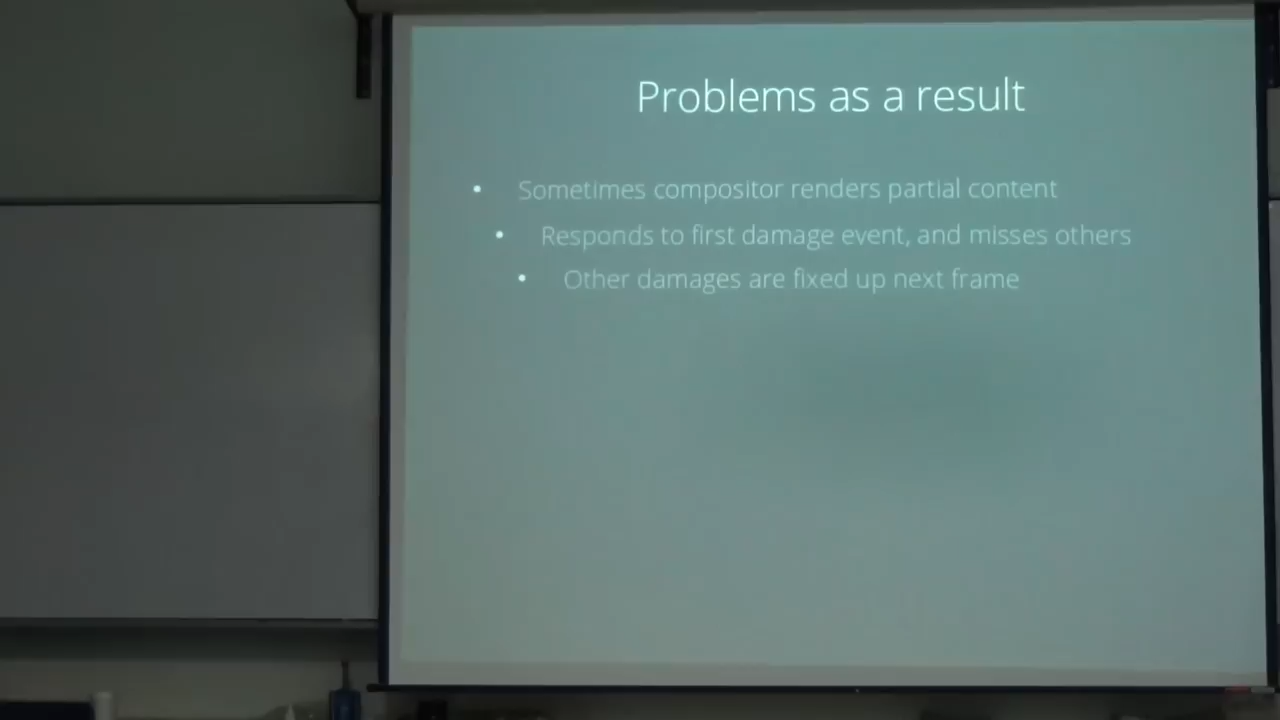 Problems as a result
• Sometimes compositor renders partial content
• Responds to first damage event, and misses others
• Other damages are fixed up next frame